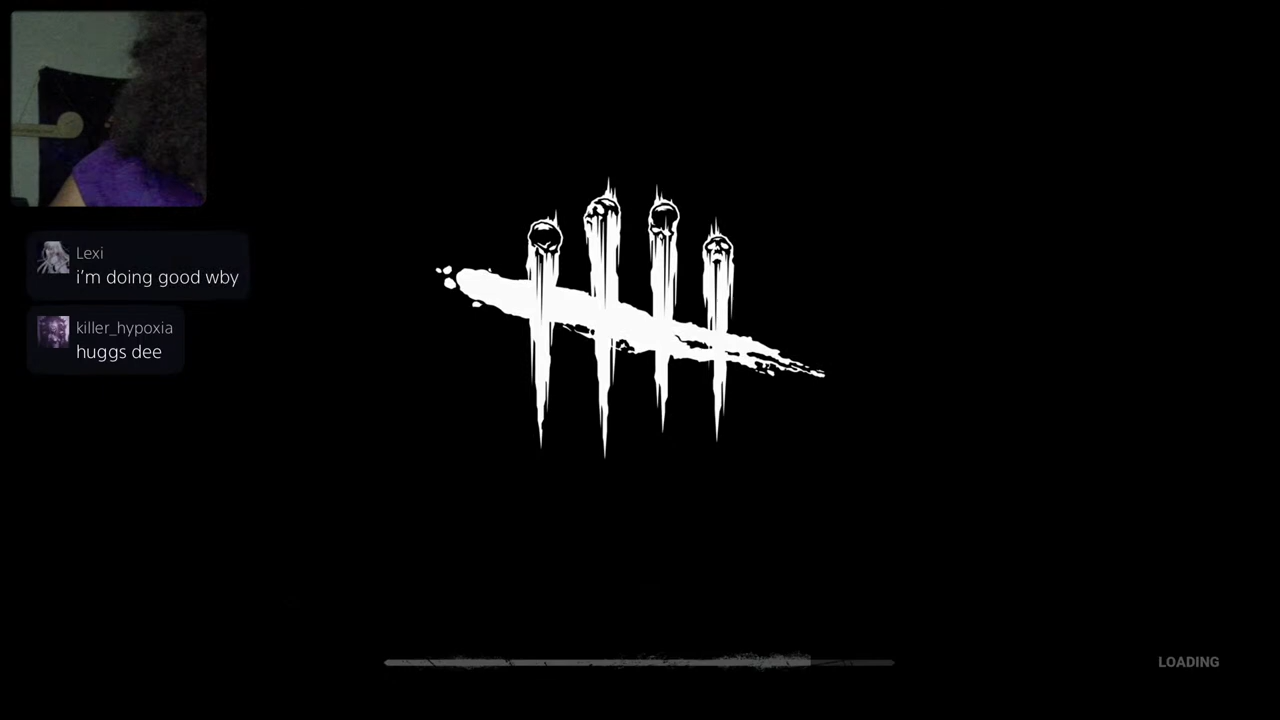 Lexi
i’m doing good wby
killer_hypoxia
huggs dee
LOADING